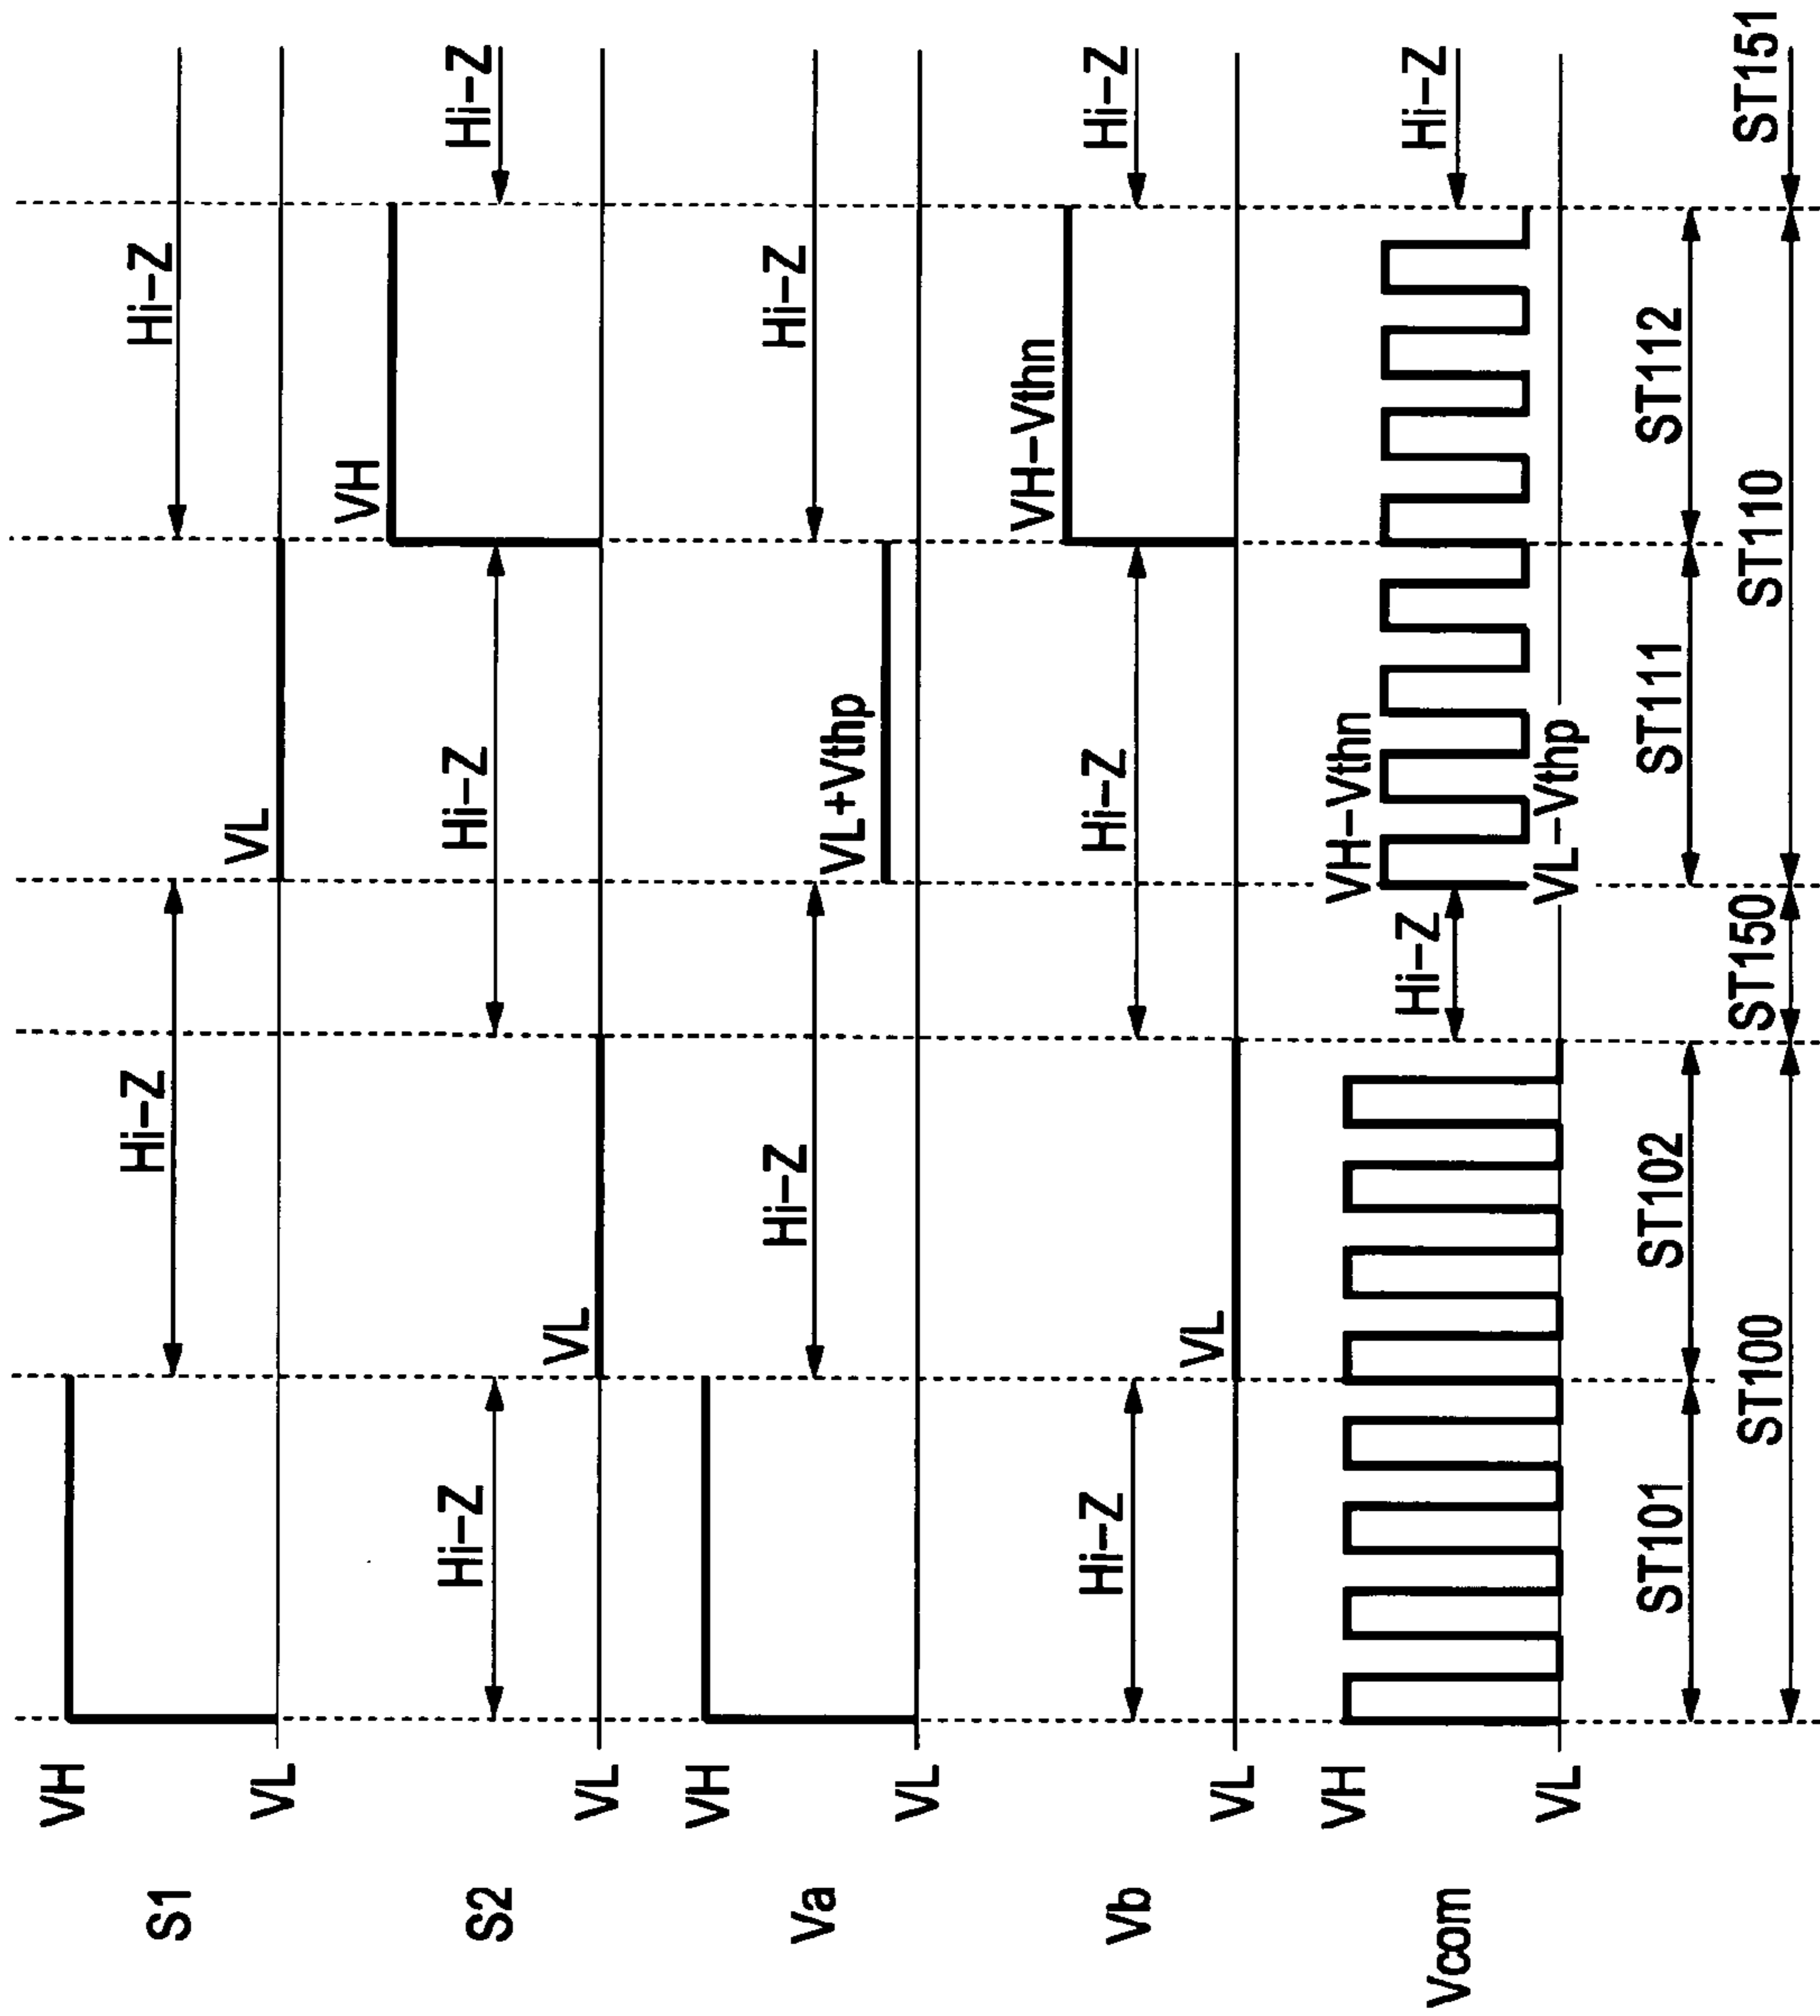 S1
VH
VL
Hi-Z
VL
Hi-Z
S2
VL
Hi-Z
VL
Hi-Z
VH
Hi-Z
Va
VH
VL
Hi-Z
VL+Vthp
Hi-Z
Vb
VL
Hi-Z
VL
Hi-Z
VH-Vthn
Hi-Z
Vcom
VH
VL
Hi-Z
VH-Vthn
VL-Vthp
Hi-Z
ST101
ST102
ST111
ST112
ST100
ST150
ST110
ST151